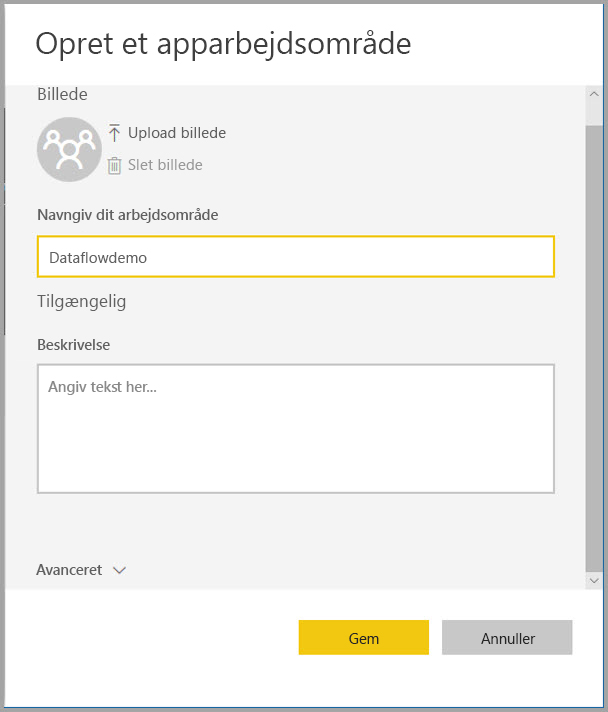 Opret et apparbejdsområde
Billede
Upload billede
Slet billede
Navngiv dit arbejdsområde
Dataflowdemo
Tilgængelig
Beskrivelse
Angiv tekst her...
Avanceret
Gem
Annuller